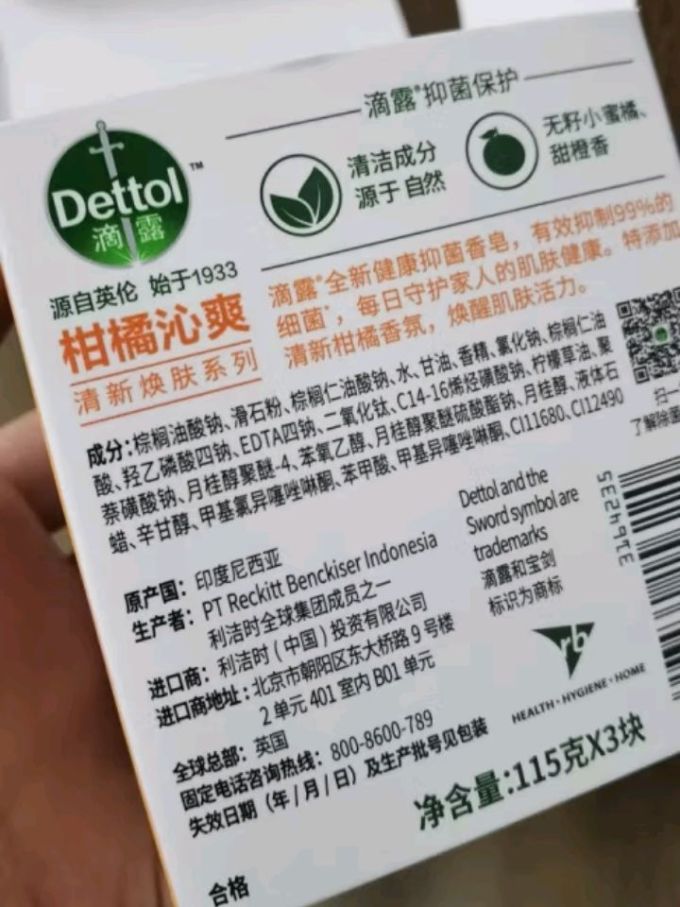 滴露®抑菌保护
Dettol™
滴露
源自英伦 始于1933
清洁成分
源于自然
无籽小蜜橘、
甜橙香
柑橘沁爽
清新焕肤系列
滴露®全新健康抑菌香皂，有效抑制99%的
细菌*，每日守护家人的肌肤健康。特添加
清新柑橘香氛，焕醒肌肤活力。
扫一
了解除菌
成分：棕榈油酸钠、滑石粉、棕榈仁油酸钠、水、甘油、香精、氯化钠、棕榈仁油
酸、羟乙磷酸四钠、EDTA四钠、二氧化钛、C14-16烯烃磺酸钠、柠檬草油、聚
萘磺酸钠、月桂醇聚醚-4、苯氧乙醇、月桂醇聚醚硫酸酯钠、月桂醇、液体石
蜡、辛甘醇、甲基氯异噻唑啉酮、苯甲酸、甲基异噻唑啉酮、CI11680、CI12490
Dettol and the
Sword symbol are
trademarks
滴露和宝剑
标识为商标
3164535
原产国：印度尼西亚
生产者：PT Reckitt Benckiser Indonesia
利洁时全球集团成员之一
进口商：利洁时（中国）投资有限公司
进口商地址：北京市朝阳区东大桥路9号楼
2单元401室内B01单元
全球总部：英国
固定电话咨询热线：800-8600-789
失效日期（年/月/日）及生产批号见包装
rb
HEALTH·HYGIENE·HOME
净含量：115克X3块
合格